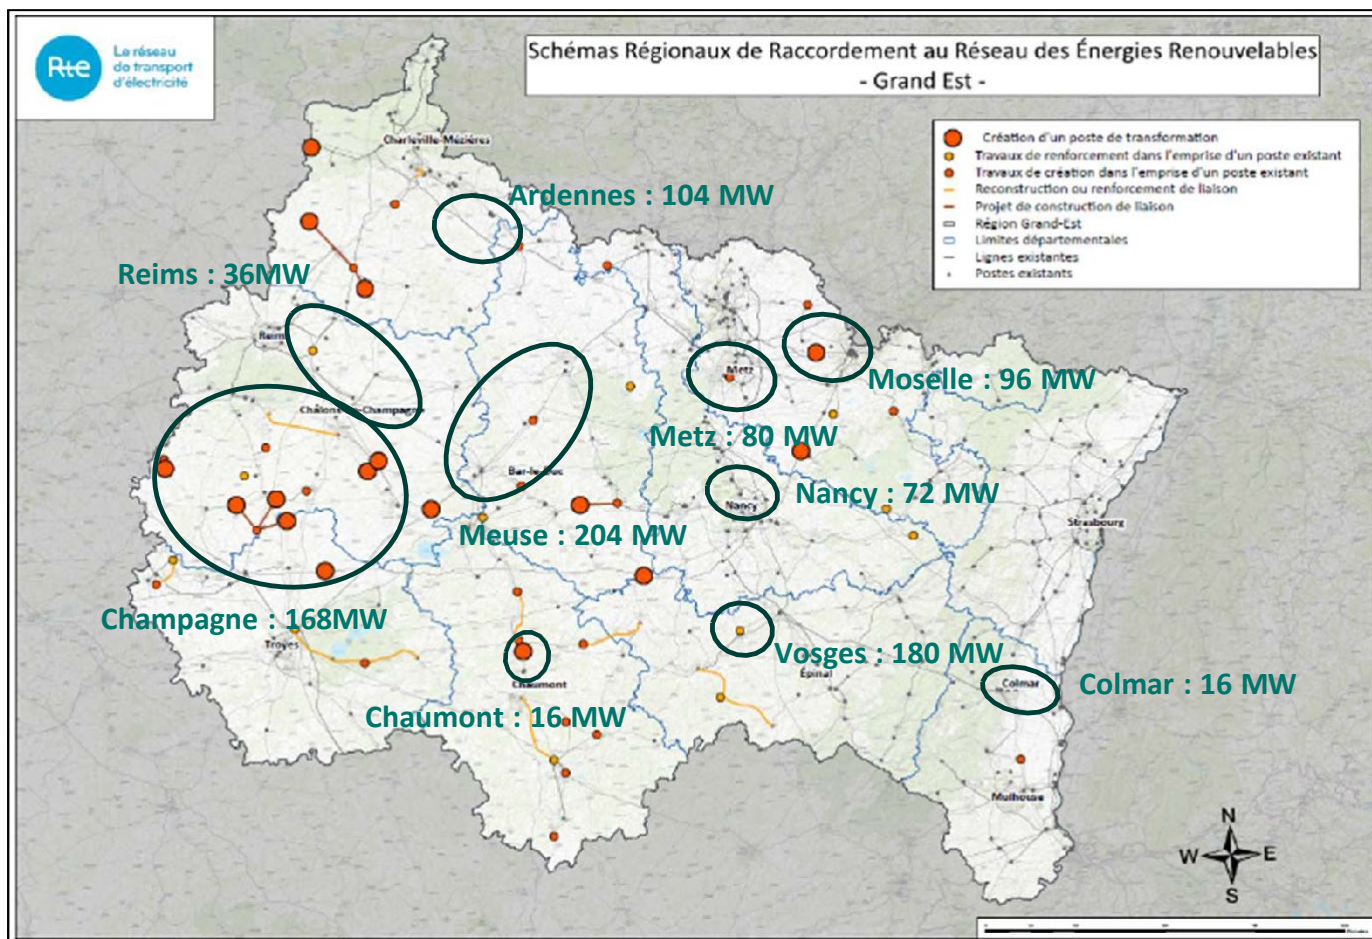 Rte
Le réseau
de transport
d'électricité
Schémas Régionaux de Raccordement au Réseau des Énergies Renouvelables
- Grand Est -
Création d'un poste de transformation
Travaux de renforcement dans l'emprise d'un poste existant
Travaux de création dans l'emprise d'un poste existant
Reconstruction ou renforcement de liaison
Projet de construction de liaison
Région Grand-Est
Limites départementales
Lignes existantes
Postes existants
Charleville-Mézières
Ardennes : 104 MW
Reims : 36MW
Reims
Metz
Moselle : 96 MW
Châlons-en-Champagne
Metz : 80 MW
Bar-le-Duc
Nancy : 72 MW
Nancy
Strasbourg
Meuse : 204 MW
Champagne : 168MW
Troyes
Vosges : 180 MW
Épinal
Chaumont
Colmar
Colmar : 16 MW
Chaumont : 16 MW
Mulhouse
N
W E
S